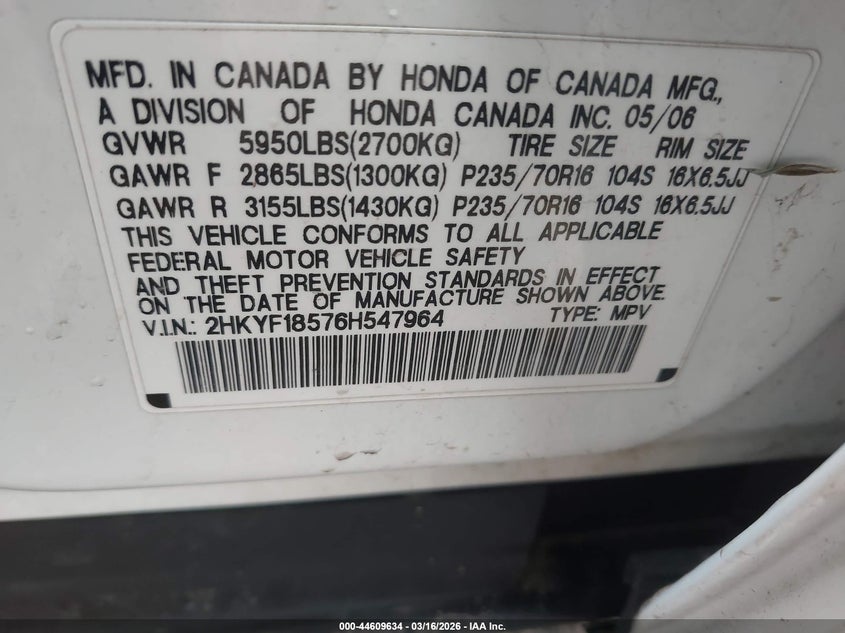 MFD. IN CANADA BY HONDA OF CANADA MFG.,
A DIVISION OF HONDA CANADA INC. 05/06
GVWR 5950LBS(2700KG) TIRE SIZE RIM SIZE
GAWR F 2865LBS(1300KG) P235/70R16 104S 16X6.5JJ
GAWR R 3155LBS(1430KG) P235/70R16 104S 16X6.5JJ
THIS VEHICLE CONFORMS TO ALL APPLICABLE
FEDERAL MOTOR VEHICLE SAFETY
AND THEFT PREVENTION STANDARDS IN EFFECT
ON THE DATE OF MANUFACTURE SHOWN ABOVE.
V.I.N.: 2HKYF18576H547964 TYPE: MPV
000-44609634 - 03/16/2026 - IAA Inc.